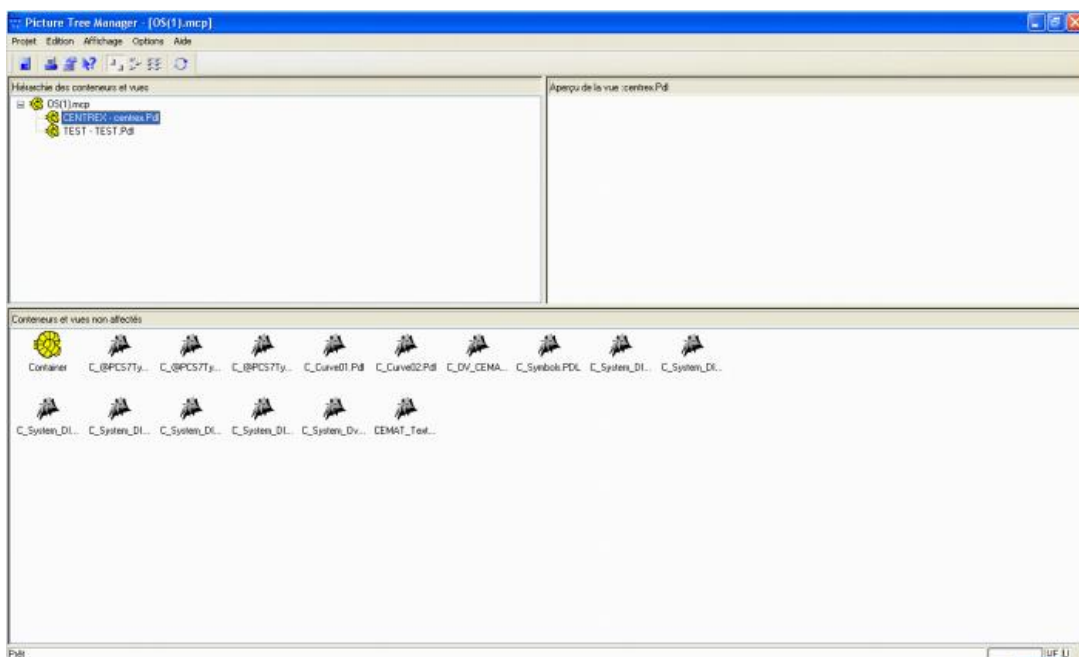 Picture Tree Manager - [OS(1).mcp]
Projet Edition Affichage Options Aide
Hiérarchie des conteneurs et vues
Aperçu de la vue :centrex.Pdl
OS(1).mcp
CENTREX - centrex.Pdl
TEST - TEST.Pdl
Conteneurs et vues non affectés
Container C_@PCS7Ty... C_@PCS7Ty... C_@PCS7Ty... C_Curve01.Pdl C_Curve02.Pdl C_DV_CEMA... C_Symbols.PDL C_System_DI... C_System_DI...
C_System_DI... C_System_DI... C_System_DI... C_System_DI... C_System_Dv... CEMAT_Text...
Prêt
UF